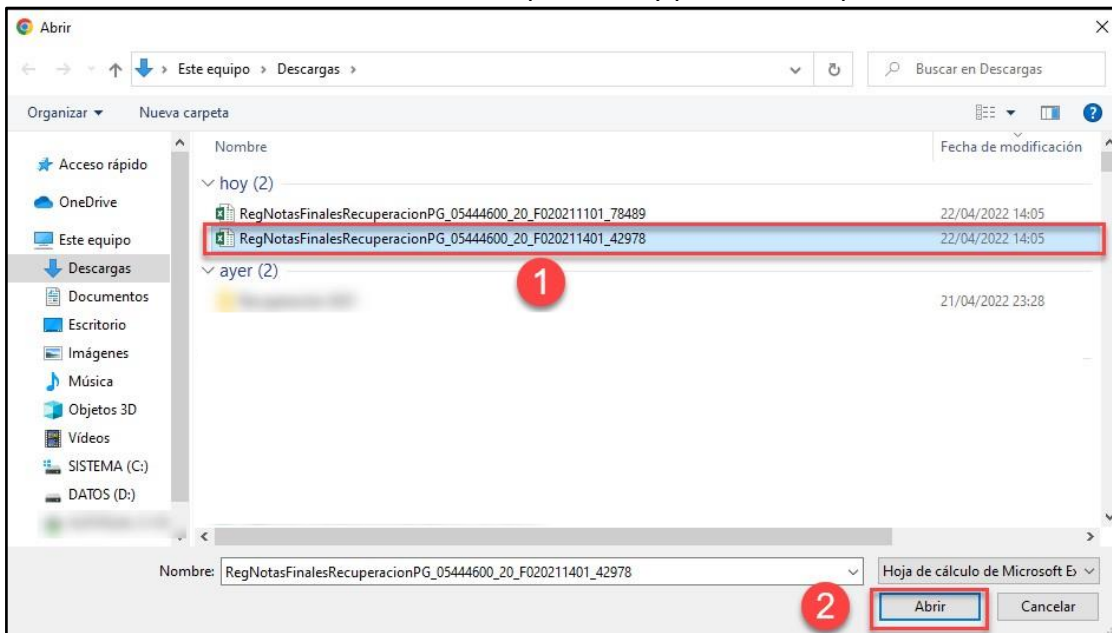 Abrir
Este equipo > Descargas >
Buscar en Descargas
Organizar
Nueva carpeta
Nombre
Fecha de modificación
Acceso rápido
OneDrive
Este equipo
Descargas
Documentos
Escritorio
Imágenes
Música
Objetos 3D
Vídeos
SISTEMA (C:)
DATOS (D:)
hoy (2)
RegNotasFinalesRecuperacionPG_05444600_20_F020211101_78489 22/04/2022 14:05
RegNotasFinalesRecuperacionPG_05444600_20_F020211401_42978 22/04/2022 14:05
1
ayer (2)
21/04/2022 23:28
Nombre: RegNotasFinalesRecuperacionPG_05444600_20_F020211401_42978
Hoja de cálculo de Microsoft
2
Abrir
Cancelar